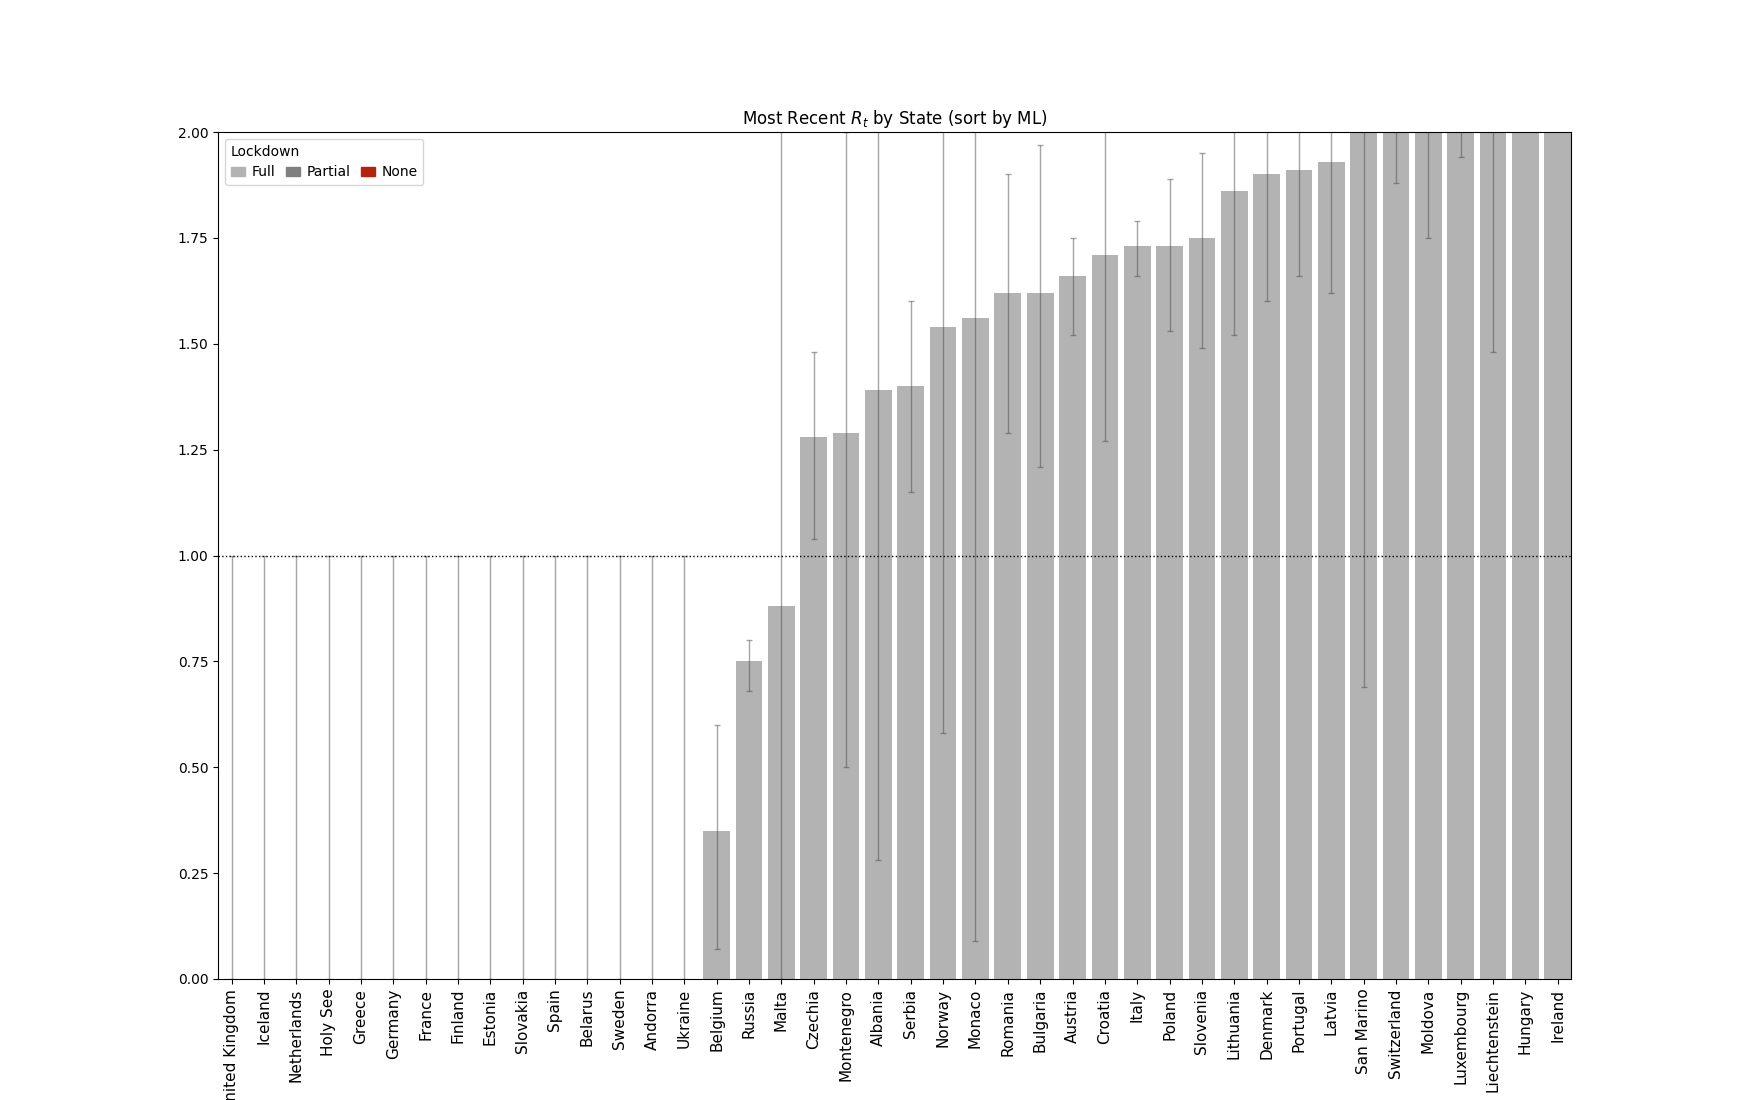 Most Recent R_t by State (sort by ML)
Lockdown
Full Partial None
2.00
1.75
1.50
1.25
1.00
0.75
0.50
0.25
0.00
nited Kingdom
Iceland
Netherlands
Holy See
Greece
Germany
France
Finland
Estonia
Slovakia
Spain
Belarus
Sweden
Andorra
Ukraine
Belgium
Russia
Malta
Czechia
Montenegro
Albania
Serbia
Norway
Monaco
Romania
Bulgaria
Austria
Croatia
Italy
Poland
Slovenia
Lithuania
Denmark
Portugal
Latvia
San Marino
Switzerland
Moldova
Luxembourg
Liechtenstein
Hungary
Ireland